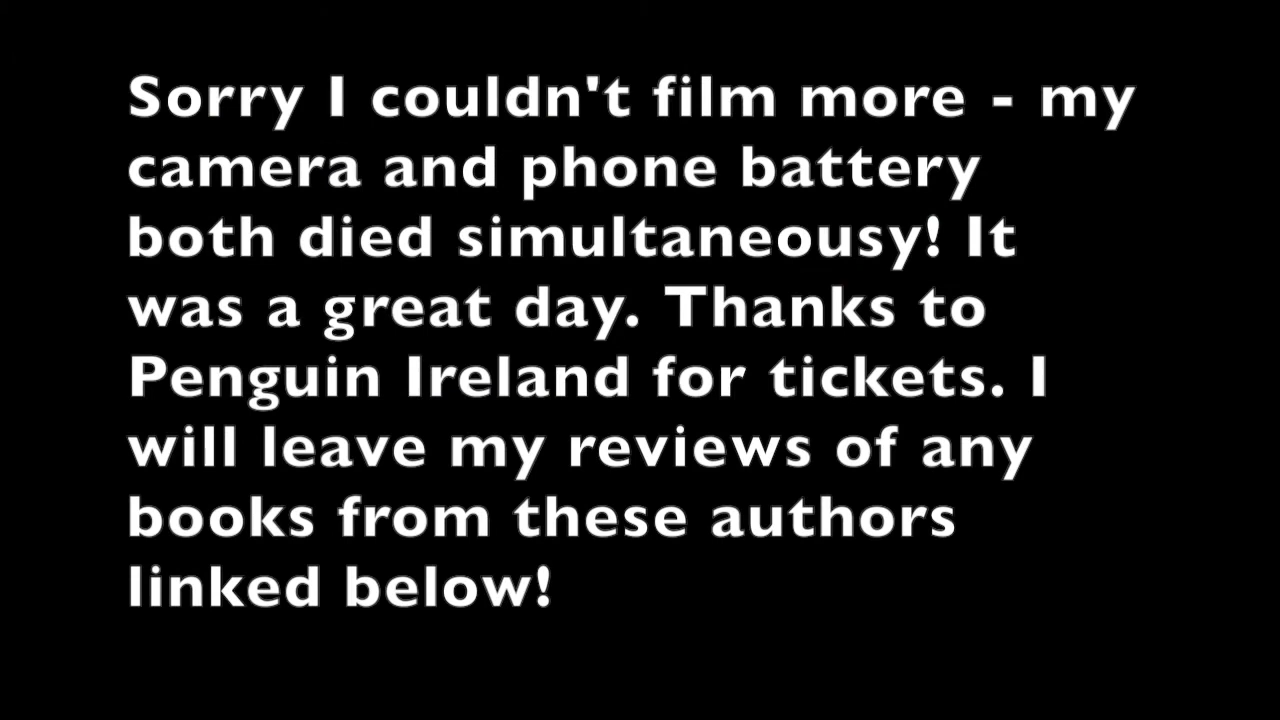 Sorry I couldn't film more - my
camera and phone battery
both died simultaneousy! It
was a great day. Thanks to
Penguin Ireland for tickets. I
will leave my reviews of any
books from these authors
linked below!